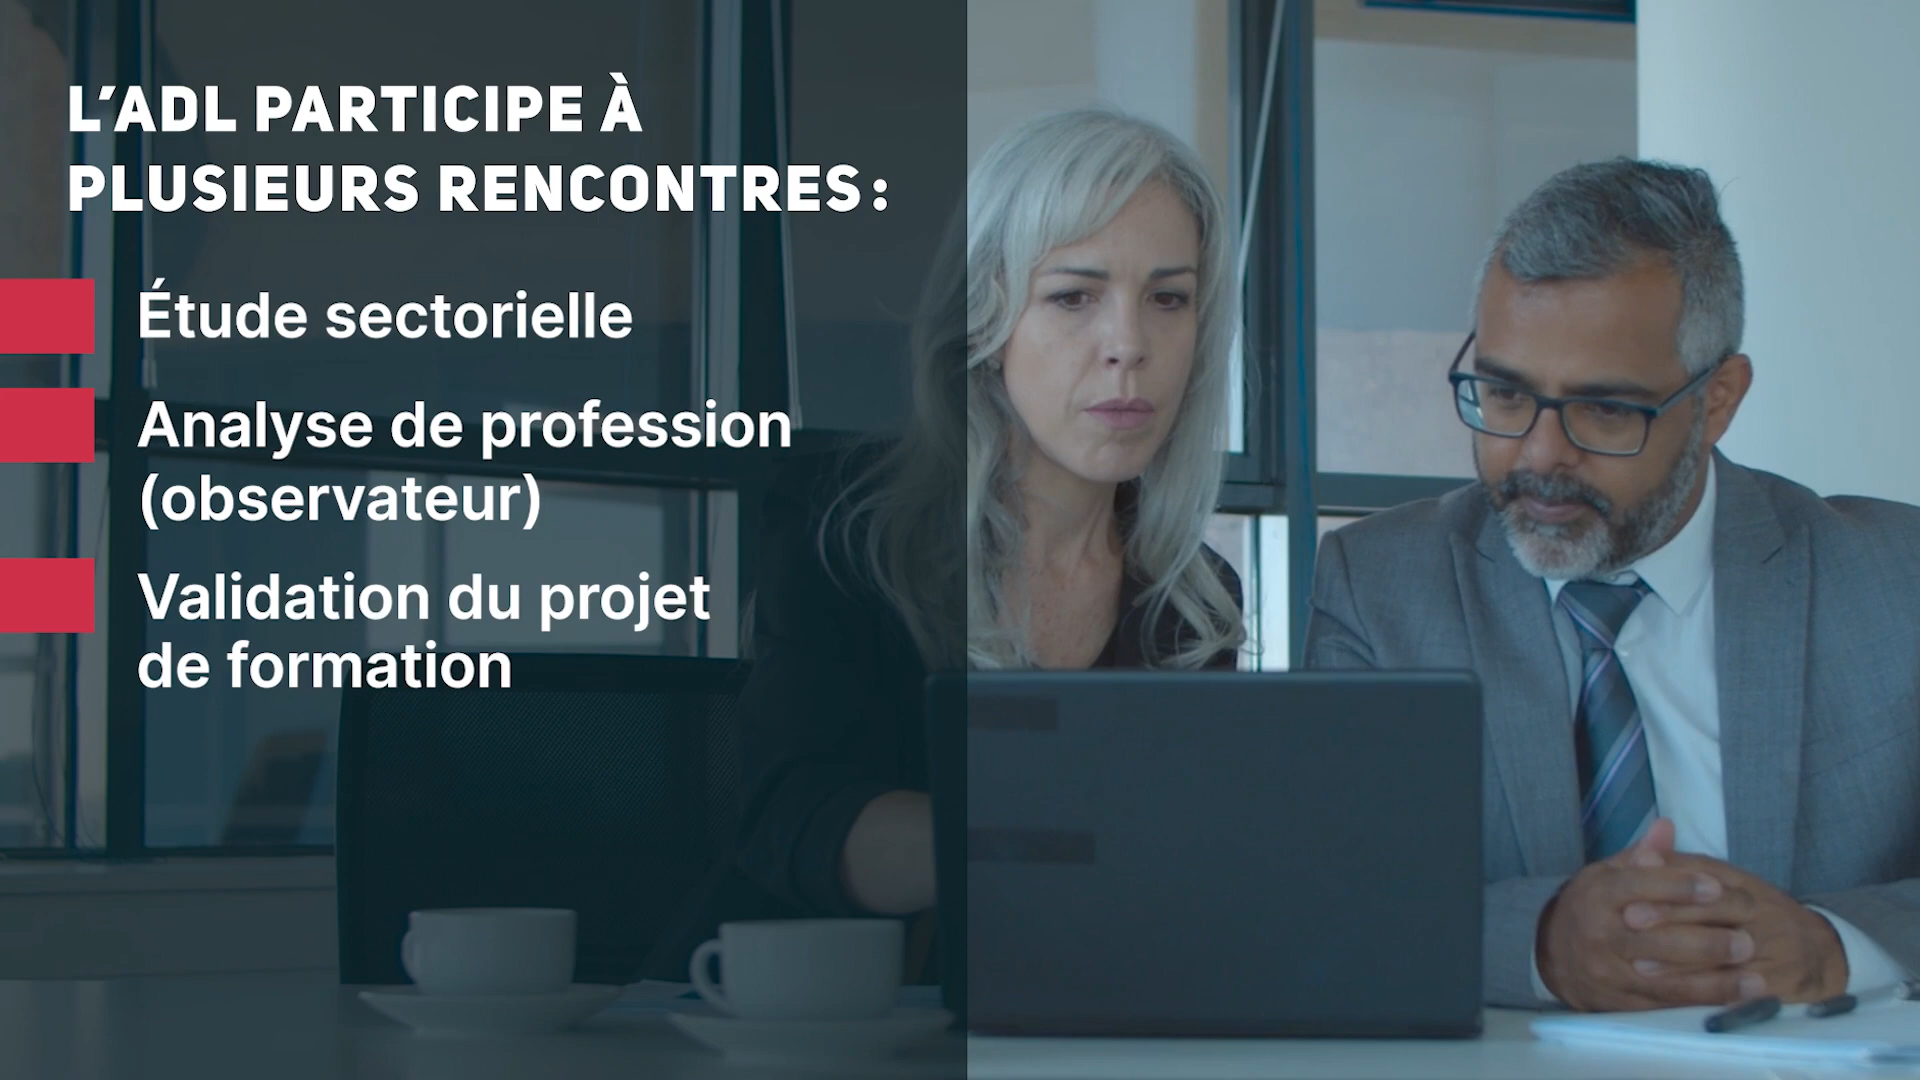 L’ADL PARTICIPE À
PLUSIEURS RENCONTRES :
Étude sectorielle
Analyse de profession
(observateur)
Validation du projet
de formation